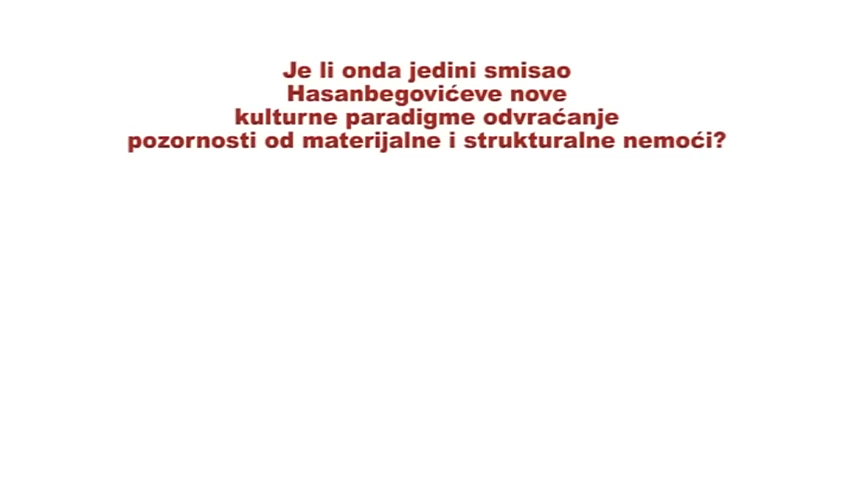 Je li onda jedini smisao
Hasanbegovićeve nove
kulturne paradigme odvraćanje
pozornosti od materijalne i strukturalne nemoći?